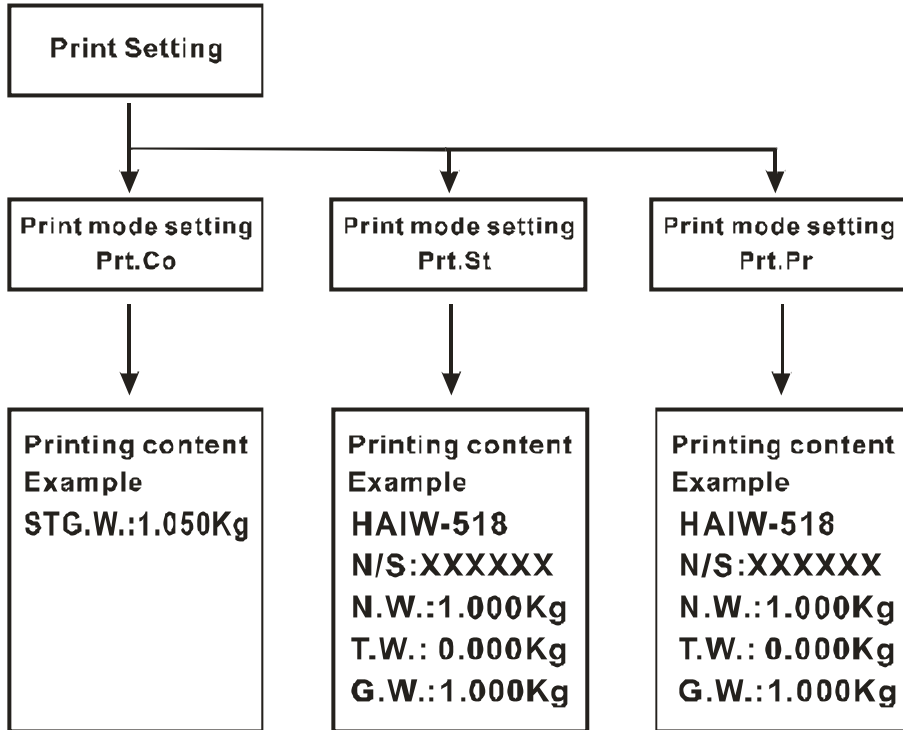 Print Setting
Print mode setting
Prt.Co
Print mode setting
Prt.St
Print mode setting
Prt.Pr
Printing content
Example
STG.W.:1.050Kg
Printing content
Example
HAIW-518
N/S:XXXXXX
N.W.:1.000Kg
T.W.: 0.000Kg
G.W.:1.000Kg
Printing content
Example
HAIW-518
N/S:XXXXXX
N.W.:1.000Kg
T.W.: 0.000Kg
G.W.:1.000Kg